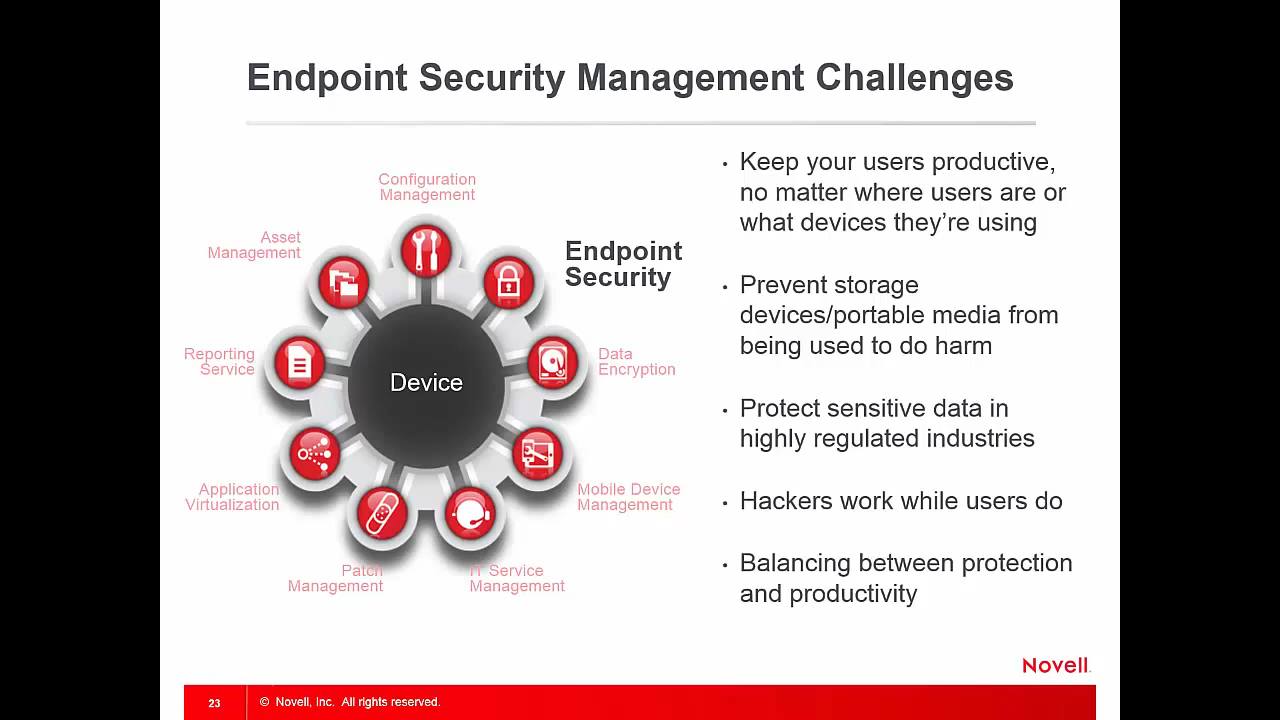 Endpoint Security Management Challenges
Configuration
Management
Asset
Management
Endpoint
Security
Reporting
Service
Data
Encryption
Device
Application
Virtualization
Mobile Device
Management
Patch
Management
IT Service
Management
• Keep your users productive,
no matter where users are or
what devices they're using
• Prevent storage
devices/portable media from
being used to do harm
• Protect sensitive data in
highly regulated industries
• Hackers work while users do
• Balancing between protection
and productivity
Novell.
23
© Novell, Inc. All rights reserved.